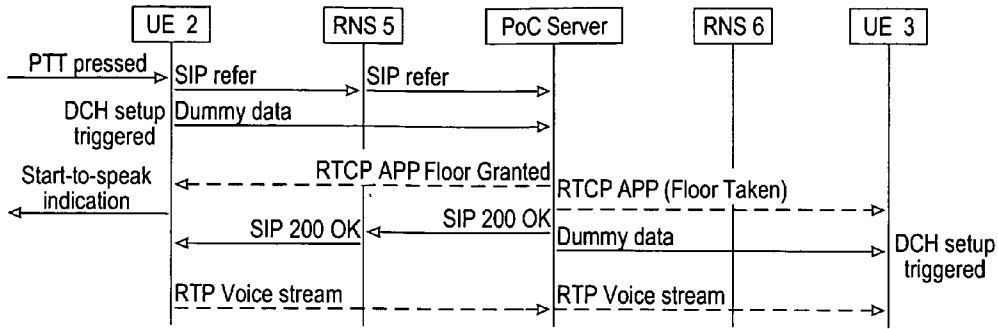 UE 2
RNS 5
PoC Server
RNS 6
UE 3
PTT pressed
SIP refer
SIP refer
DCH setup
triggered
Dummy data
RTCP APP Floor Granted
Start-to-speak
indication
RTCP APP (Floor Taken)
SIP 200 OK
SIP 200 OK
Dummy data
DCH setup
triggered
RTP Voice stream
RTP Voice stream